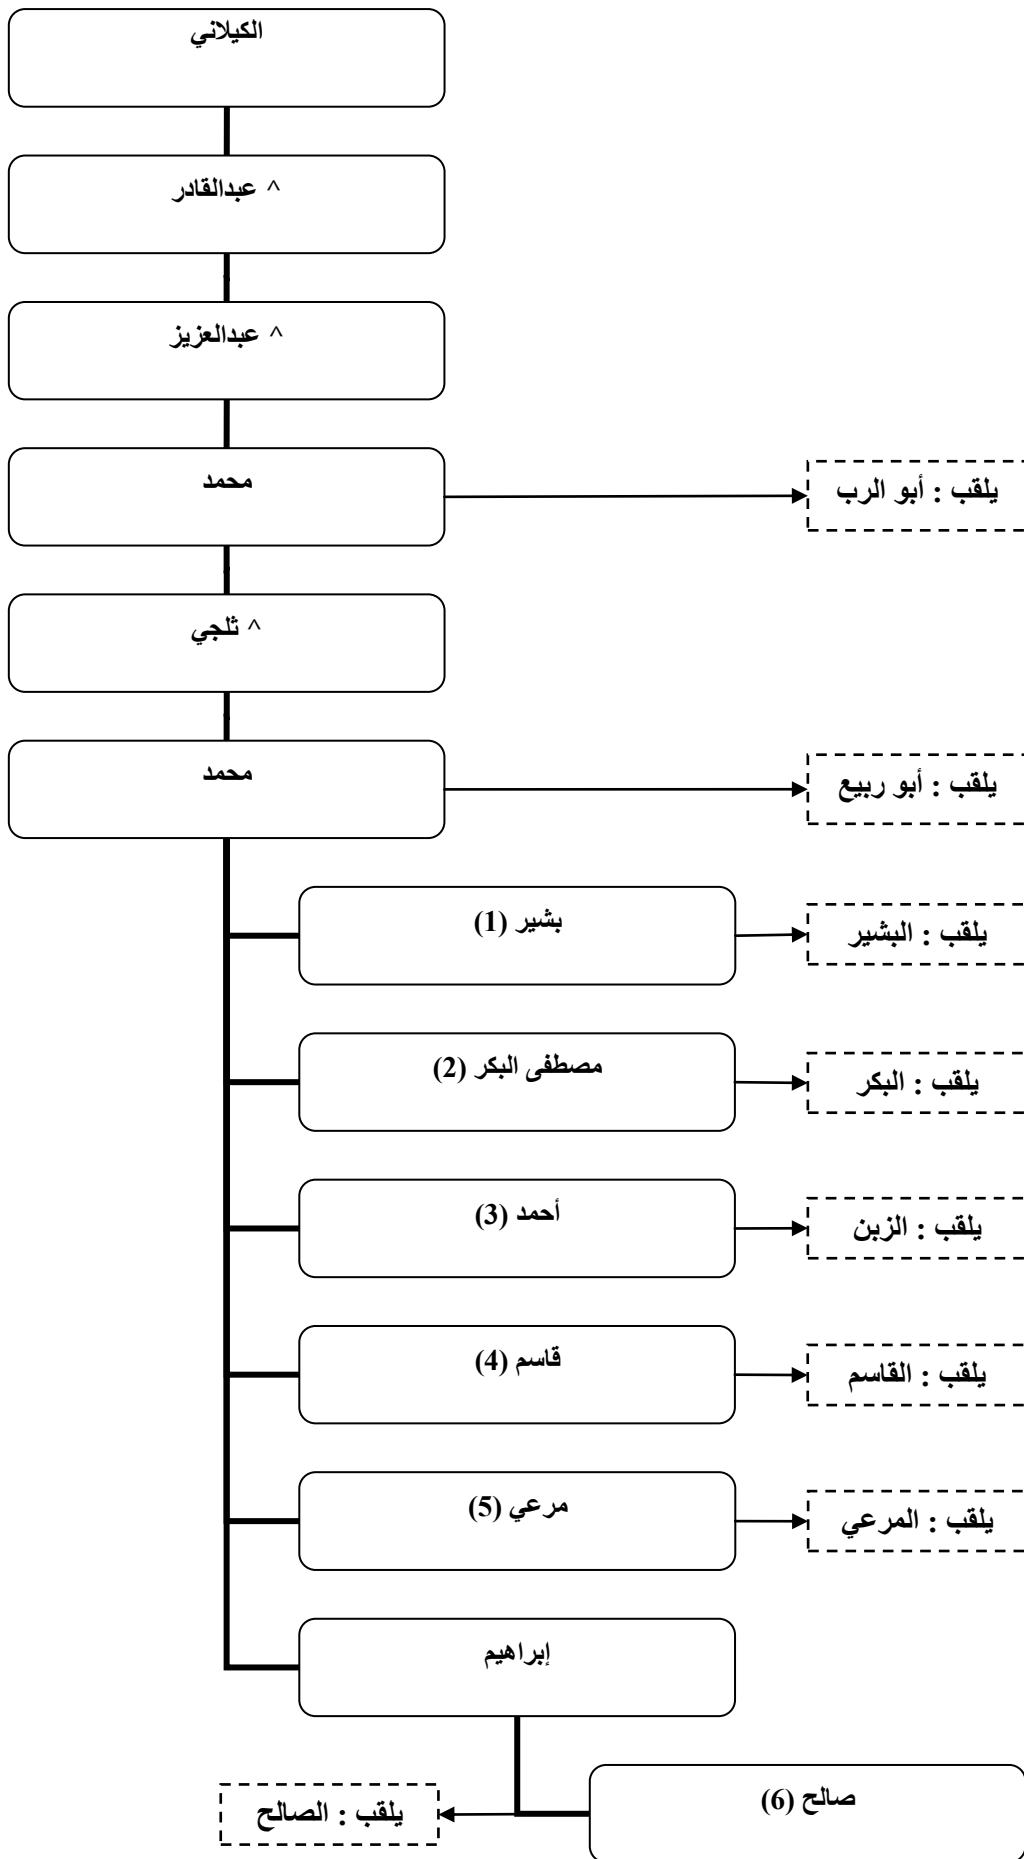 الكيلاني
^ عبدالقادر
^ عبدالعزيز
محمد
يلقب : أبو الرب
^ ثلجي
محمد
يلقب : أبو ربيع
بشير (1)
يلقب : البشير
مصطفى البكر (2)
يلقب : البكر
أحمد (3)
يلقب : الزبن
قاسم (4)
يلقب : القاسم
مرعي (5)
يلقب : المرعي
إبراهيم
صالح (6)
يلقب : الصالح